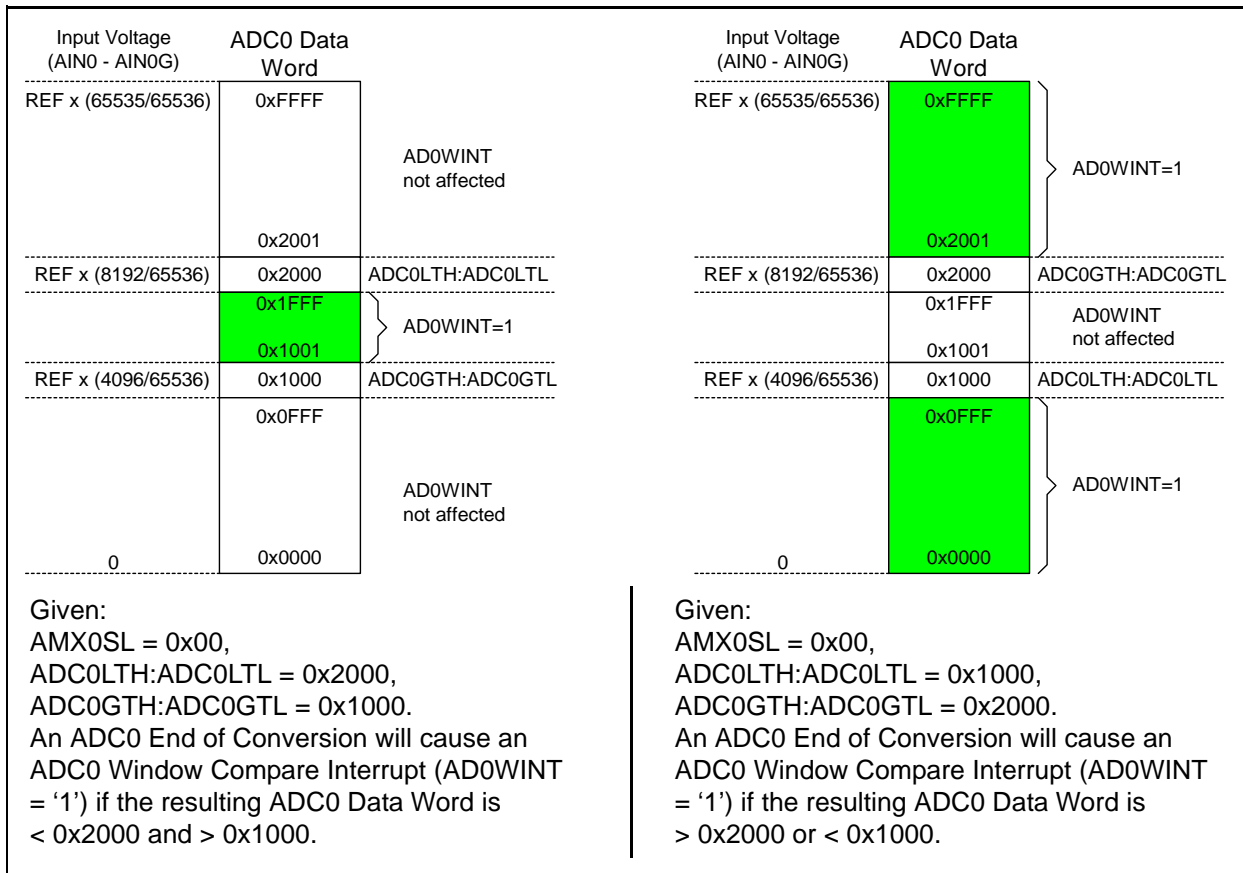 Input Voltage
(AIN0 - AIN0G)
ADC0 Data
Word
REF x (65535/65536)
0xFFFF
AD0WINT
not affected
0x2001
REF x (8192/65536)
0x2000
ADC0LTH:ADC0LTL
0x1FFF
AD0WINT=1
0x1001
REF x (4096/65536)
0x1000
ADC0GTH:ADC0GTL
0x0FFF
AD0WINT
not affected
0
0x0000
Given:
AMX0SL = 0x00,
ADC0LTH:ADC0LTL = 0x2000,
ADC0GTH:ADC0GTL = 0x1000.
An ADC0 End of Conversion will cause an
ADC0 Window Compare Interrupt (AD0WINT
= ‘1’) if the resulting ADC0 Data Word is
< 0x2000 and > 0x1000.
Input Voltage
(AIN0 - AIN0G)
ADC0 Data
Word
REF x (65535/65536)
0xFFFF
AD0WINT=1
0x2001
REF x (8192/65536)
0x2000
ADC0GTH:ADC0GTL
0x1FFF
AD0WINT
not affected
0x1001
REF x (4096/65536)
0x1000
ADC0LTH:ADC0LTL
0x0FFF
AD0WINT=1
0
0x0000
Given:
AMX0SL = 0x00,
ADC0LTH:ADC0LTL = 0x1000,
ADC0GTH:ADC0GTL = 0x2000.
An ADC0 End of Conversion will cause an
ADC0 Window Compare Interrupt (AD0WINT
= ‘1’) if the resulting ADC0 Data Word is
> 0x2000 or < 0x1000.